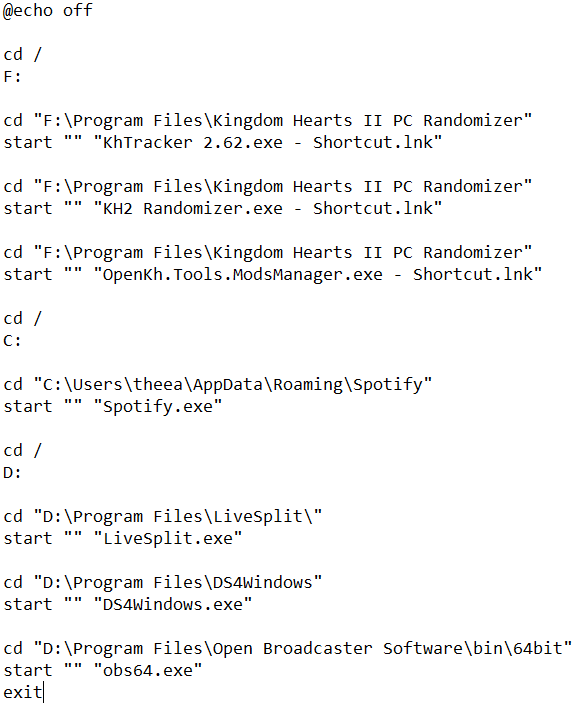 @echo off
cd /
F:
cd "F:\Program Files\Kingdom Hearts II PC Randomizer"
start "" "KhTracker 2.62.exe - Shortcut.lnk"
cd "F:\Program Files\Kingdom Hearts II PC Randomizer"
start "" "KH2 Randomizer.exe - Shortcut.lnk"
cd "F:\Program Files\Kingdom Hearts II PC Randomizer"
start "" "OpenKh.Tools.ModsManager.exe - Shortcut.lnk"
cd /
C:
cd "C:\Users\theea\AppData\Roaming\Spotify"
start "" "Spotify.exe"
cd /
D:
cd "D:\Program Files\LiveSplit\"
start "" "LiveSplit.exe"
cd "D:\Program Files\DS4Windows"
start "" "DS4Windows.exe"
cd "D:\Program Files\Open Broadcaster Software\bin\64bit"
start "" "obs64.exe"
exit